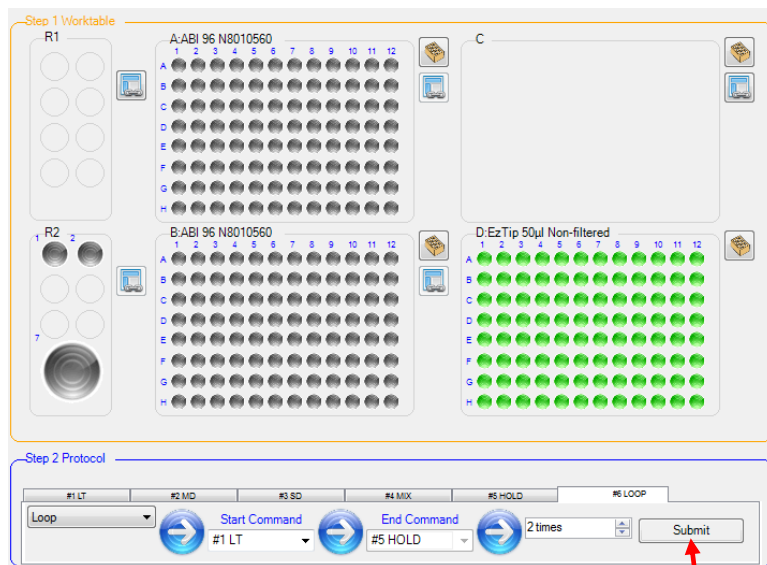 Step 1 Worktable
R1
A:ABI 96 N8010560
1 2 3 4 5 6 7 8 9 10 11 12
A
B
C
D
E
F
G
H
C
R2
1 2
7
B:ABI 96 N8010560
1 2 3 4 5 6 7 8 9 10 11 12
A
B
C
D
E
F
G
H
D:EzTip 50µl Non-filtered
1 2 3 4 5 6 7 8 9 10 11 12
A
B
C
D
E
F
G
H
Step 2 Protocol
#1 LT #2 MD #3 SD #4 MIX #5 HOLD #6 LOOP
Loop
Start Command
#1 LT
End Command
#5 HOLD
2 times
Submit